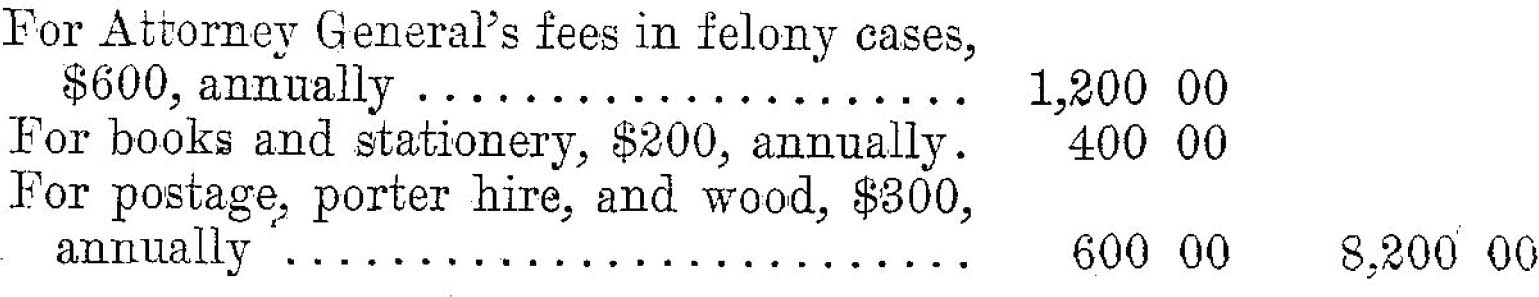 For Attorney General's fees in felony cases,
$600, annually ..................... 1,200 00
For books and stationery, $200, annually. 400 00
For postage, porter hire, and wood, $300,
annually .......................... 600 00 8,200 00